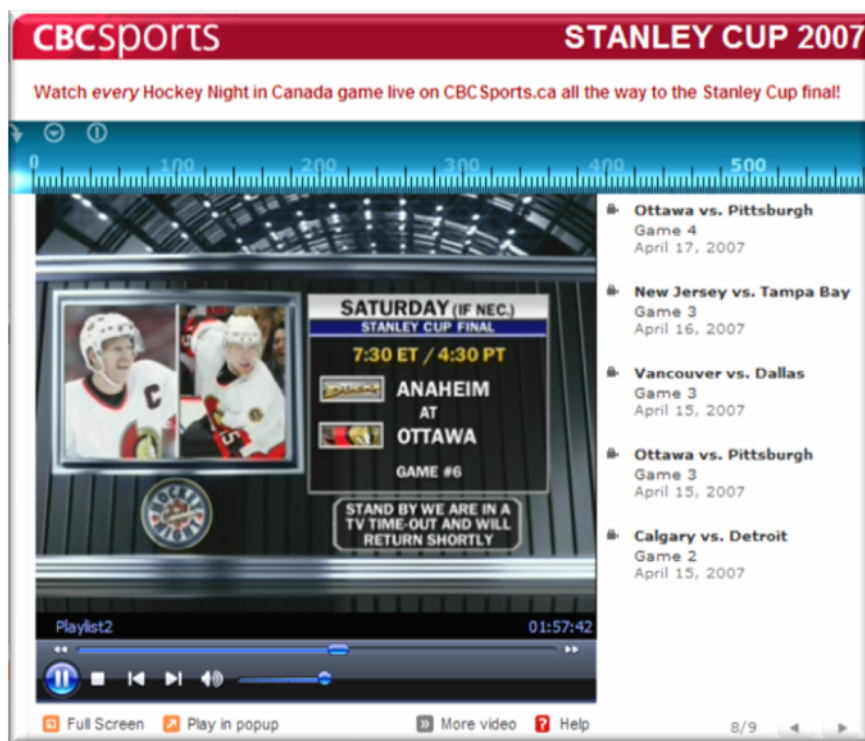 CBCSPORTS
STANLEY CUP 2007
Watch every Hockey Night in Canada game live on CBCSports.ca all the way to the Stanley Cup final!
0 100 200 300 400 500
SATURDAY (IF NEC.)
STANLEY CUP FINAL
7:30 ET / 4:30 PT
DUCKS
ANAHEIM
AT
OTTAWA
GAME #6
C
HOCKEY
NIGHT
STAND BY WE ARE IN A
TV TIME-OUT AND WILL
RETURN SHORTLY
Playlist2
01:57:42
Full Screen
Play in popup
More video
? Help
Ottawa vs. Pittsburgh
Game 4
April 17, 2007
New Jersey vs. Tampa Bay
Game 3
April 16, 2007
Vancouver vs. Dallas
Game 3
April 15, 2007
Ottawa vs. Pittsburgh
Game 3
April 15, 2007
Calgary vs. Detroit
Game 2
April 15, 2007
8/9